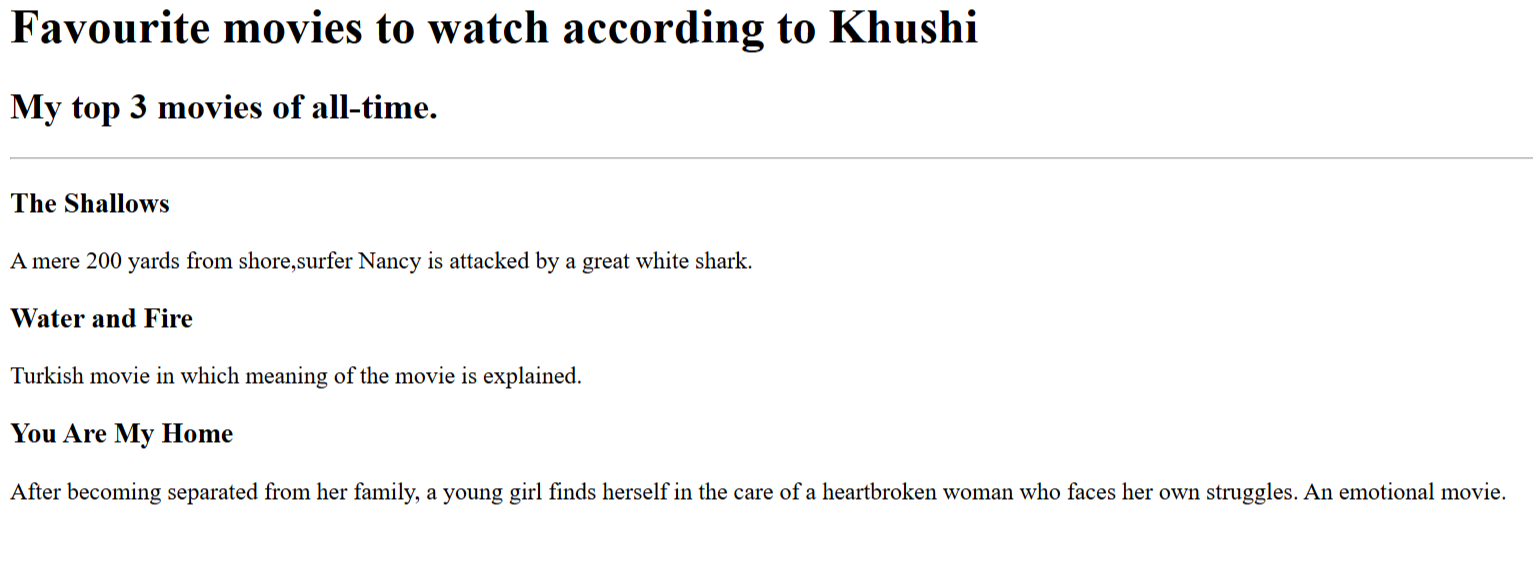 Favourite movies to watch according to Khushi
My top 3 movies of all-time.
The Shallows
A mere 200 yards from shore,surfer Nancy is attacked by a great white shark.
Water and Fire
Turkish movie in which meaning of the movie is explained.
You Are My Home
After becoming separated from her family, a young girl finds herself in the care of a heartbroken woman who faces her own struggles. An emotional movie.